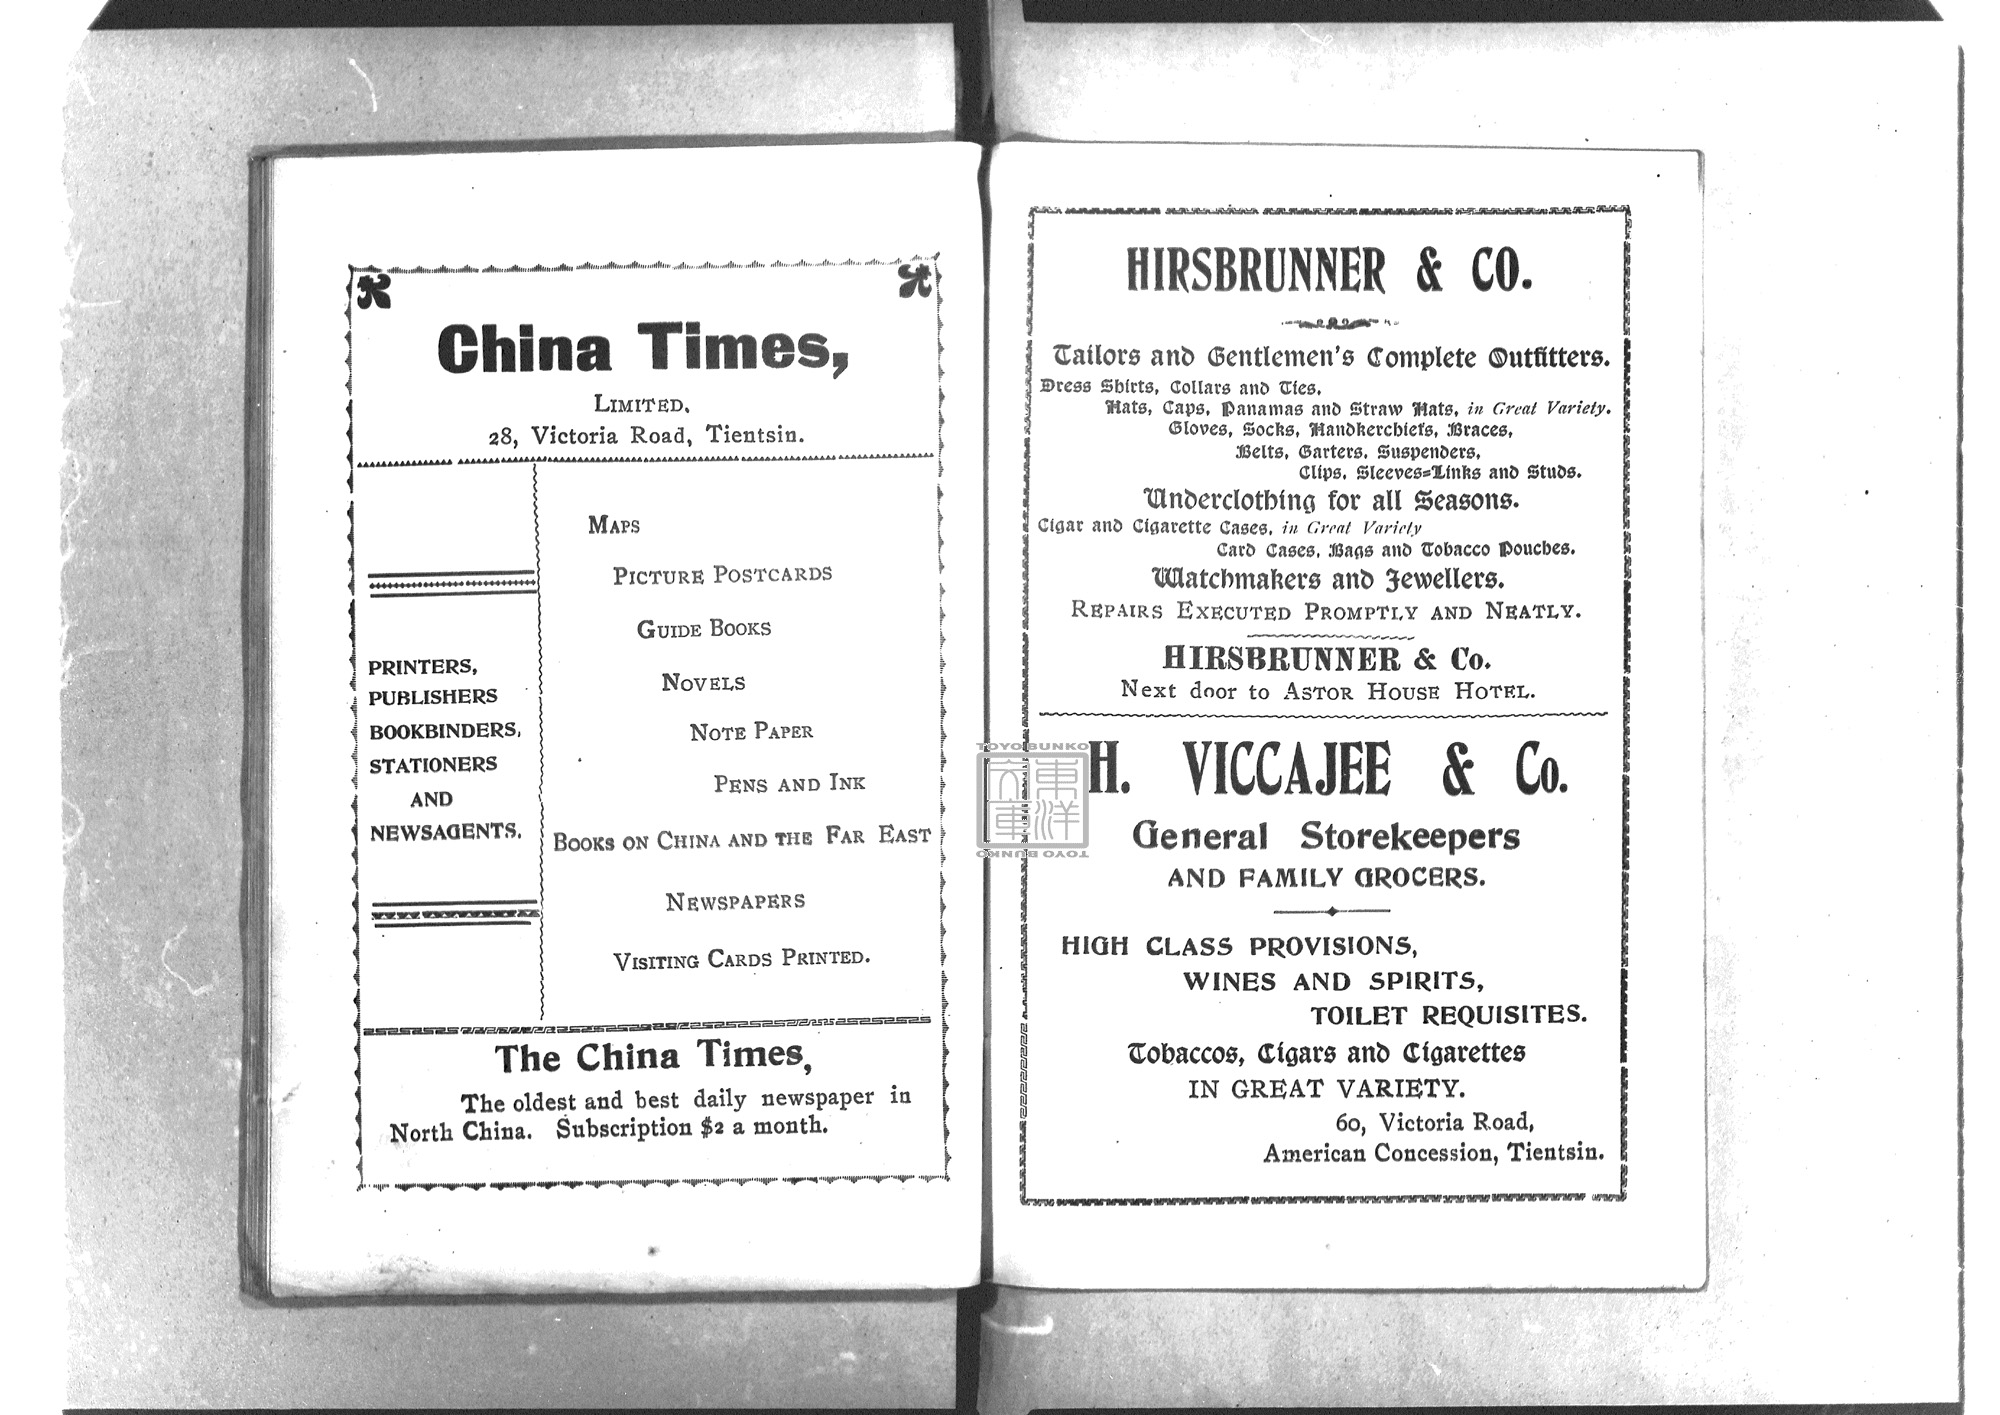 China Times,
LIMITED.
28, Victoria Road, Tientsin.
PRINTERS,
PUBLISHERS
BOOKBINDERS,
STATIONERS
AND
NEWSAGENTS.
MAPS
PICTURE POSTCARDS
GUIDE BOOKS
NOVELS
NOTE PAPER
PENS AND INK
BOOKS ON CHINA AND THE FAR EAST
NEWSPAPERS
VISITING CARDS PRINTED.
The China Times,
The oldest and best daily newspaper in
North China. Subscription $2 a month.
HIRSBRUNNER & CO.
Tailors and Gentlemen's Complete Outfitters.
Dress Shirts, Collars and Ties,
Hats, Caps, Panamas and Straw Hats, in Great Variety.
Gloves, Socks, Handkerchiefs, Braces,
Belts, Garters, Suspenders,
Clips, Sleeves=Links and Studs.
Underclothing for all Seasons.
Cigar and Cigarette Cases, in Great Variety
Card Cases, Bags and Tobacco Pouches.
Watchmakers and Jewellers.
REPAIRS EXECUTED PROMPTLY AND NEATLY.
HIRSBRUNNER & Co.
Next door to ASTOR HOUSE HOTEL.
H. VICCAJEE & Co.
General Storekeepers
AND FAMILY GROCERS.
HIGH CLASS PROVISIONS,
WINES AND SPIRITS,
TOILET REQUISITES.
Tobaccos, Cigars and Cigarettes
IN GREAT VARIETY.
60, Victoria Road,
American Concession, Tientsin.
TOYO BUNKO
東洋
文庫
TOYO BUNKO